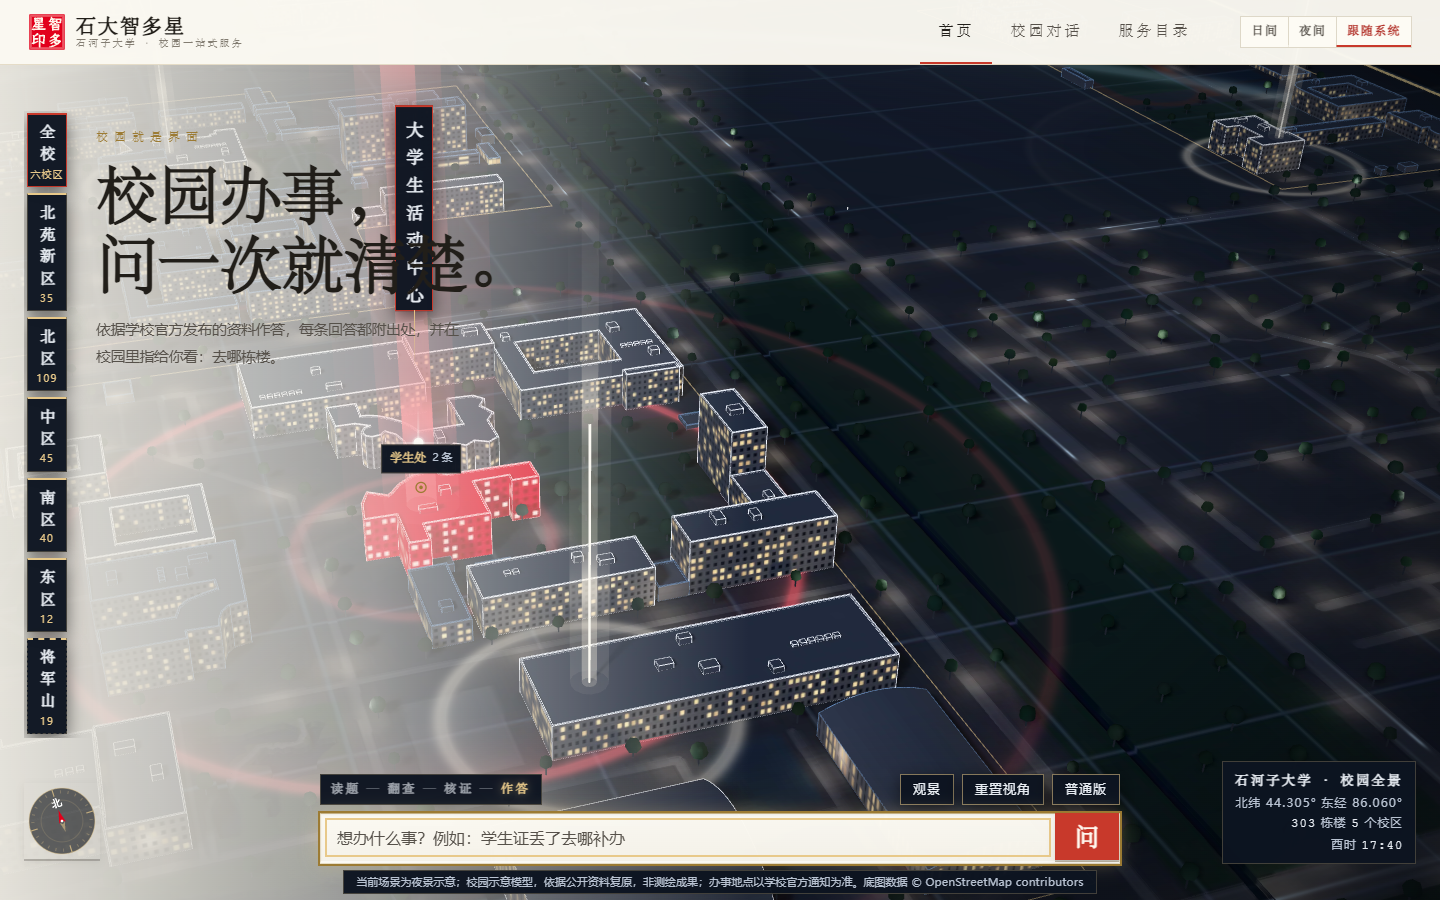 星智
印多
石大智多星
石河子大学 · 校园一站式服务
首页
校园对话
服务目录
日间
夜间
跟随系统
全校
六校区
北苑新区
35
北区
109
中区
45
南区
40
东区
12
将军山
19
校园就是界面
校园办事，
问一次就清楚。
依据学校官方发布的资料作答，每条回答都附出处，并在
校园里指给你看：去哪栋楼。
大学生活动中心
学生处 2 条
北
读题 — 翻查 — 核证 — 作答
观景
重置视角
普通版
想办什么事？例如：学生证丢了去哪补办
问
当前场景为夜景示意；校园示意模型，依据公开资料复原，非测绘成果；办事地点以学校官方通知为准。底图数据 © OpenStreetMap contributors
石河子大学 · 校园全景
北纬 44.305° 东经 86.060°
303 栋楼 5 个校区
酉时 17:40